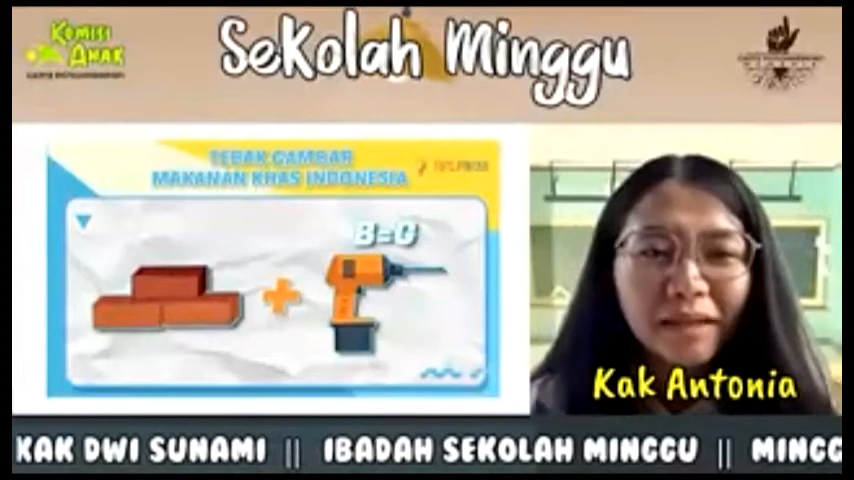 Komisi
Anak
Sekolah Minggu
TEBAK GAMBAR
MAKANAN KHAS INDONESIA
B=G
Kak Antonia
KAK DWI SUNAMI || IBADAH SEKOLAH MINGGU || MINGG